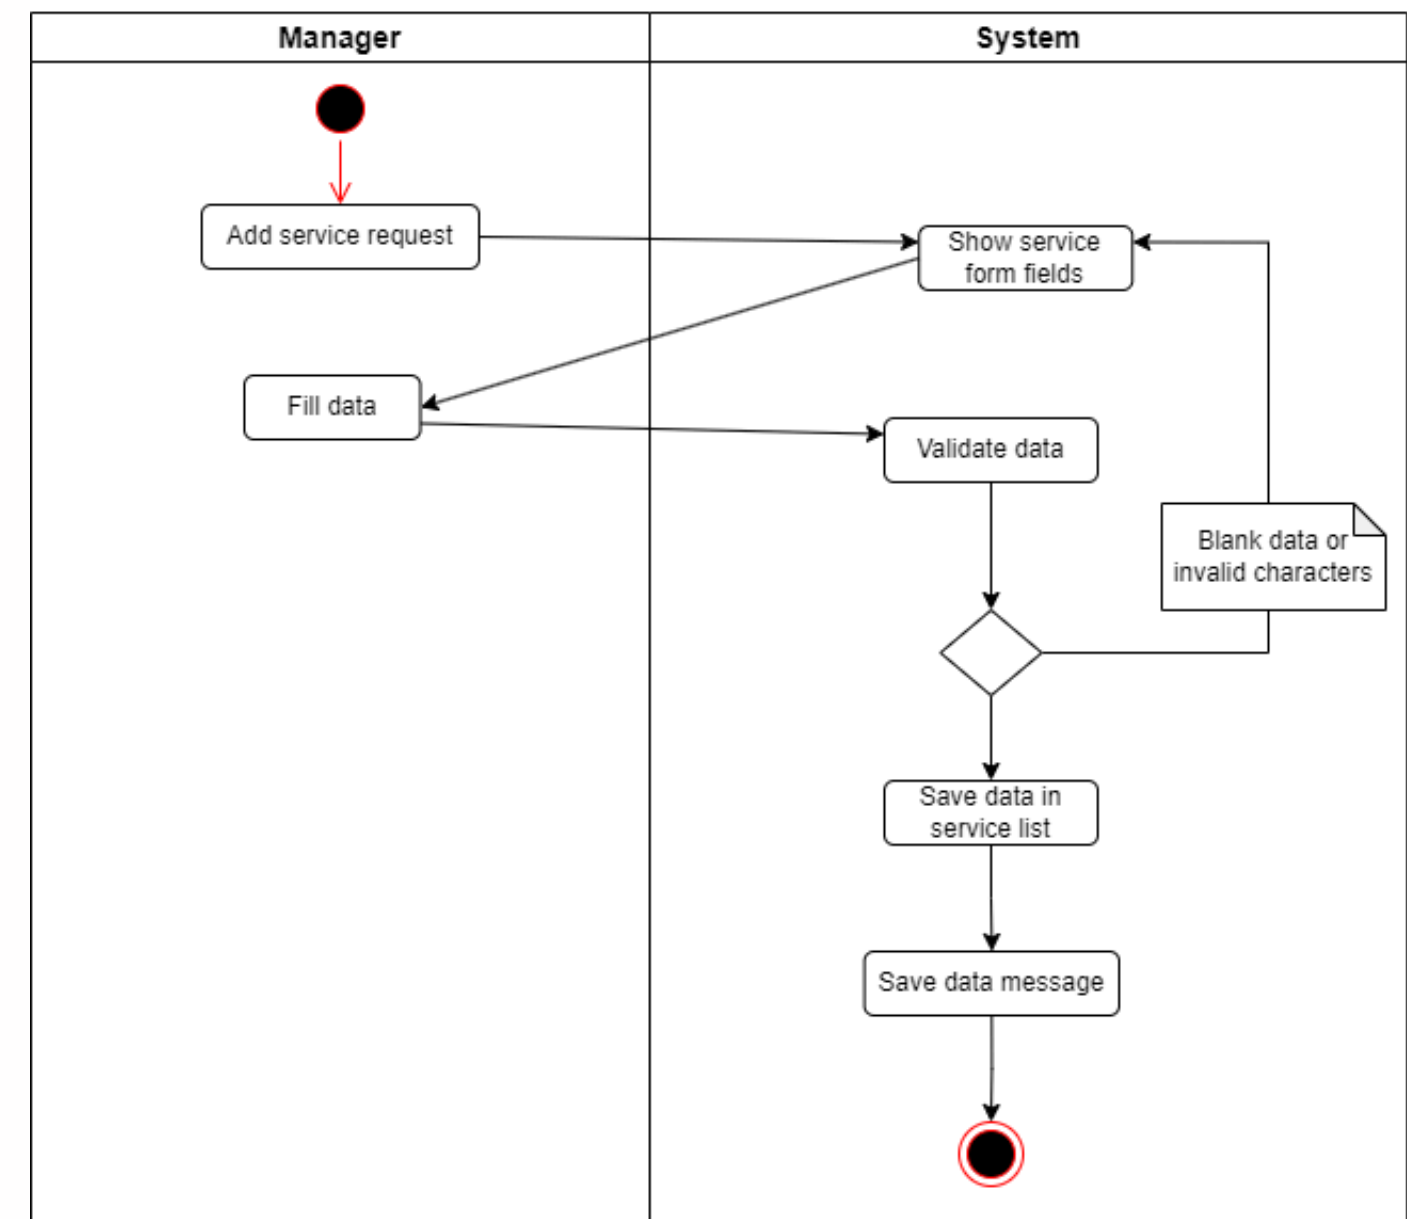 Manager
System
Add service request
Show service
form fields
Fill data
Validate data
Blank data or
invalid characters
Save data in
service list
Save data message